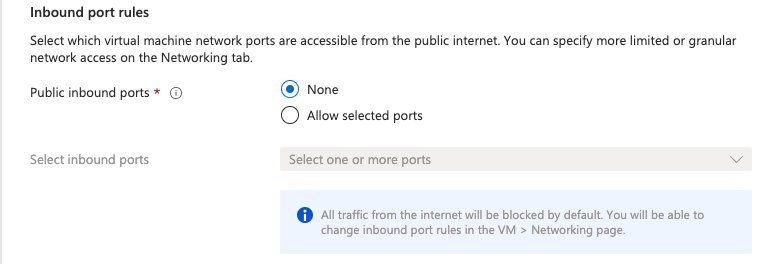 Inbound port rules
Select which virtual machine network ports are accessible from the public internet. You can specify more limited or granular
network access on the Networking tab.
Public inbound ports *
None
Allow selected ports
Select inbound ports
Select one or more ports
All traffic from the internet will be blocked by default. You will be able to
change inbound port rules in the VM > Networking page.